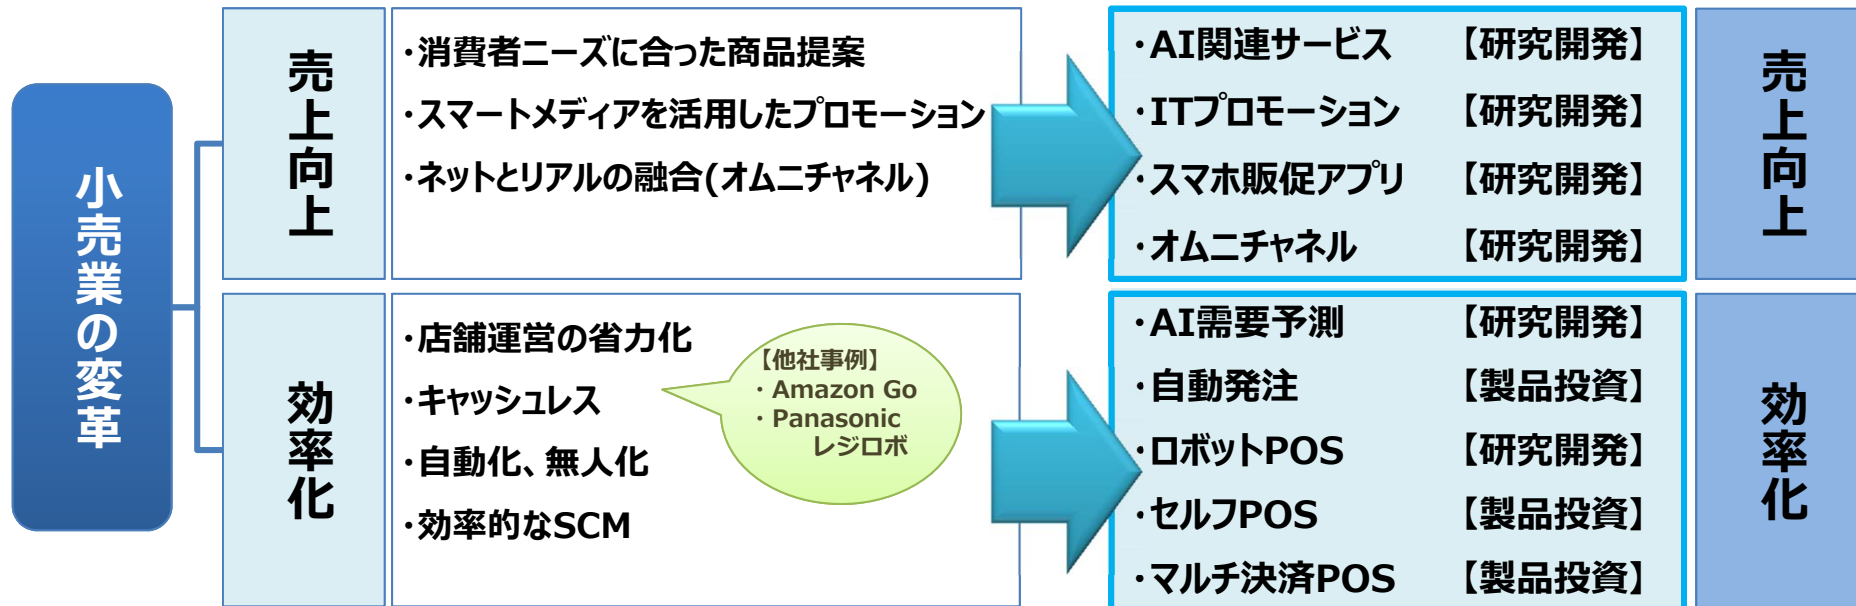 小売業の変革
売上向上
・消費者ニーズに合った商品提案
・スマートメディアを活用したプロモーション
・ネットとリアルの融合(オムニチャネル)
・AI関連サービス 【研究開発】
・ITプロモーション 【研究開発】
・スマホ販促アプリ 【研究開発】
・オムニチャネル 【研究開発】
売上向上
効率化
・店舗運営の省力化
・キャッシュレス
・自動化、無人化
・効率的なSCM
【他社事例】
・Amazon Go
・Panasonic
レジロボ
・AI需要予測 【研究開発】
・自動発注 【製品投資】
・ロボットPOS 【研究開発】
・セルフPOS 【製品投資】
・マルチ決済POS 【製品投資】
効率化